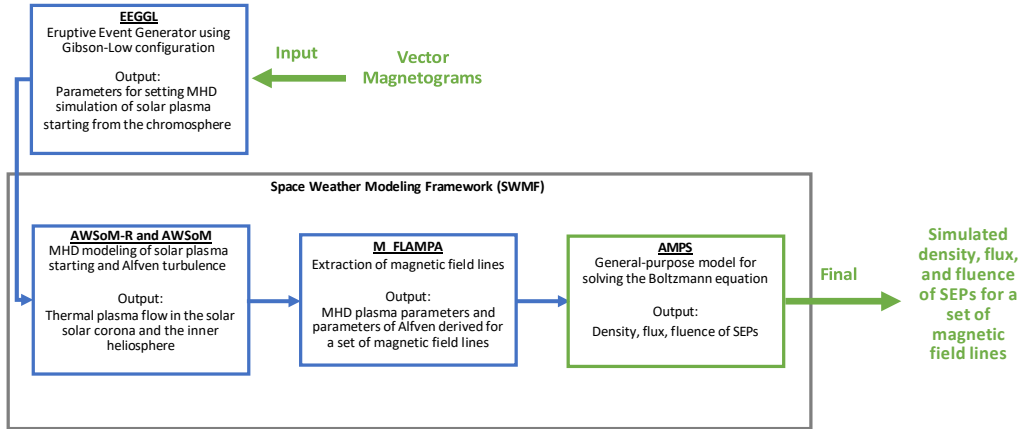 EEGGL
Eruptive Event Generator using
Gibson-Low configuration
Output:
Parameters for setting MHD
simulation of solar plasma
starting from the chromosphere
Input
Vector
Magnetograms
Space Weather Modeling Framework (SWMF)
AWSoM-R and AWSoM
MHD modeling of solar plasma
starting and Alfven turbulence
Output:
Thermal plasma flow in the solar
solar corona and the inner
heliosphere
M_FLAMPA
Extraction of magnetic field lines
Output:
MHD plasma parameters and
parameters of Alfven derived for
a set of magnetic field lines
AMPS
General-purpose model for
solving the Boltzmann equation
Output:
Density, flux, fluence of SEPs
Final
Simulated
density, flux,
and fluence
of SEPs for a
set of
magnetic
field lines